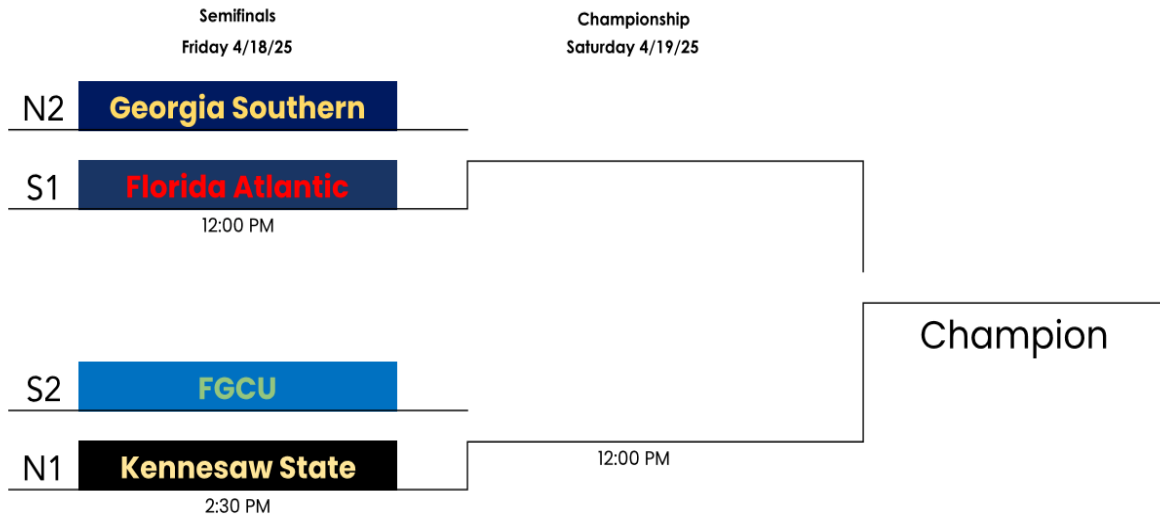 Semifinals
Friday 4/18/25
Championship
Saturday 4/19/25
N2 Georgia Southern
S1 Florida Atlantic
12:00 PM
Champion
S2 FGCU
N1 Kennesaw State
12:00 PM
2:30 PM